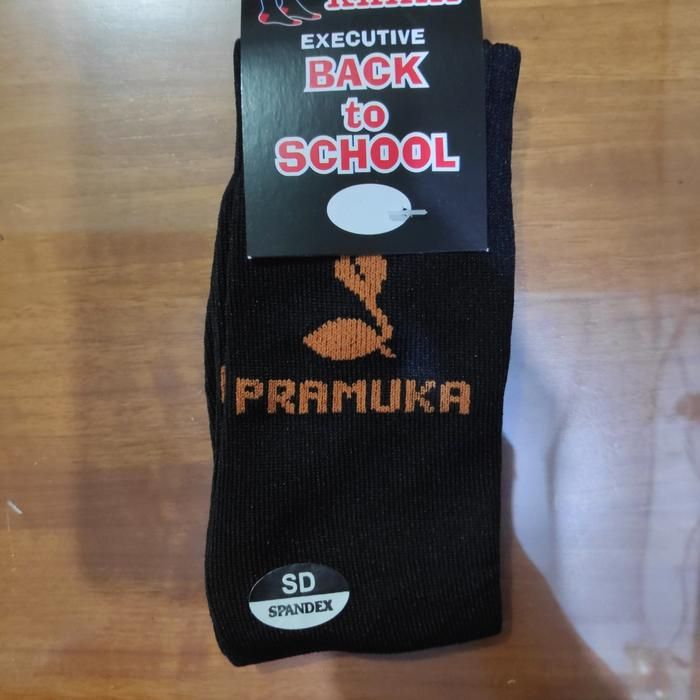 EXECUTIVE
BACK
to
SCHOOL
PRAMUKA
SD
SPANDEX